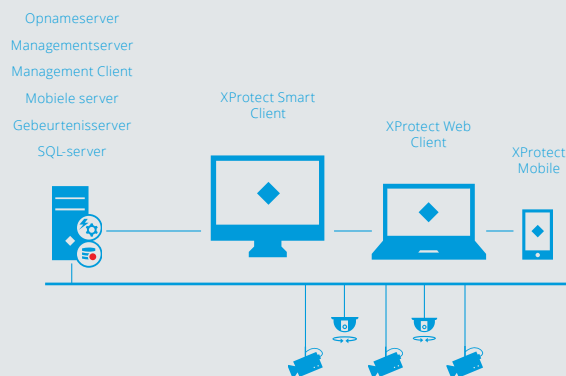 Opnameserver
Managementserver
Management Client
Mobiele server
Gebeurtenisserver
SQL-server
XProtect Smart
Client
XProtect Web
Client
XProtect
Mobile